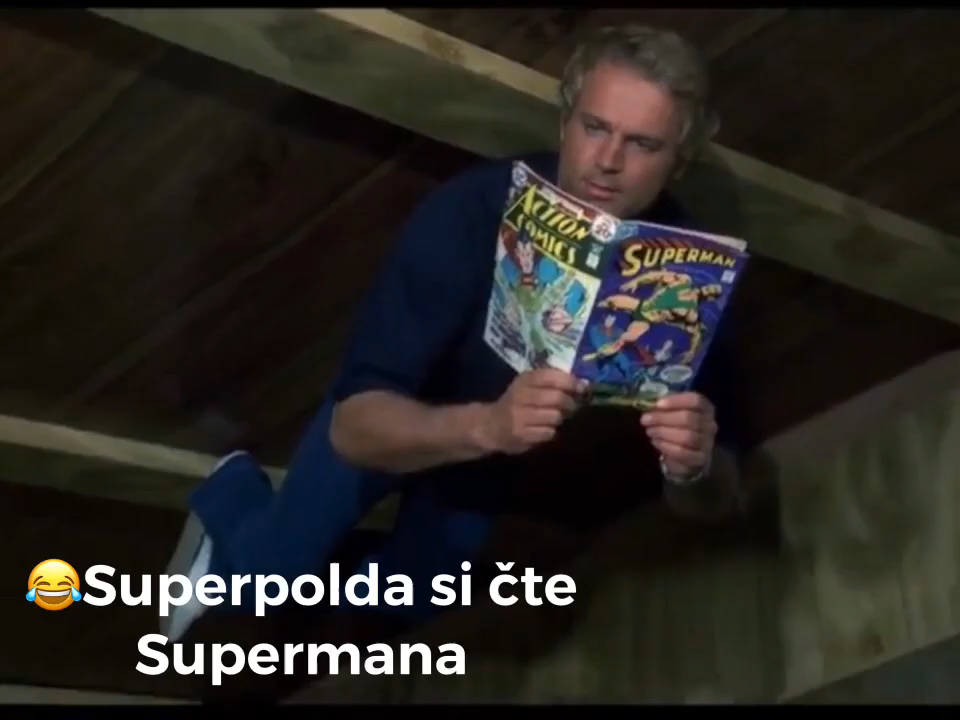 ACTION
COMICS
SUPERMAN
😂Superpolda si čte
Supermana